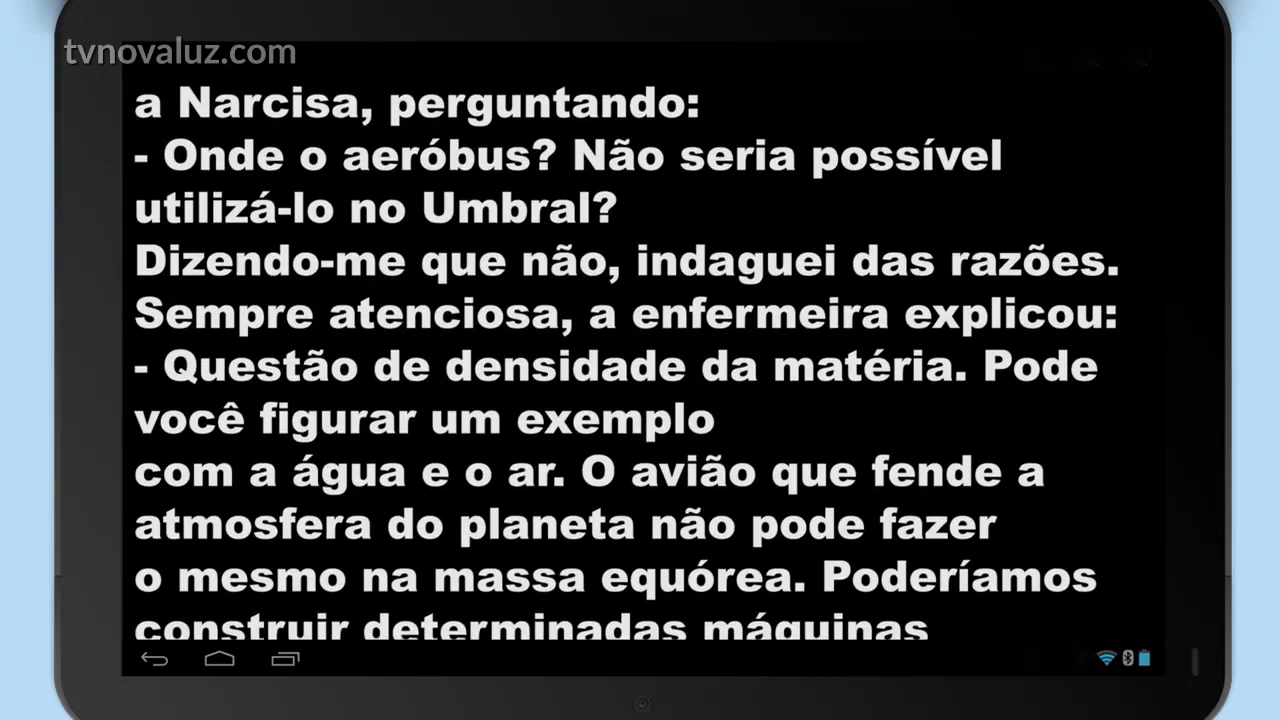 tvnovaluz.com
a Narcisa, perguntando:
- Onde o aeróbus? Não seria possível
utilizá-lo no Umbral?
Dizendo-me que não, indaguei das razões.
Sempre atenciosa, a enfermeira explicou:
- Questão de densidade da matéria. Pode
você figurar um exemplo
com a água e o ar. O avião que fende a
atmosfera do planeta não pode fazer
o mesmo na massa equórea. Poderíamos
construir determinadas máquinas